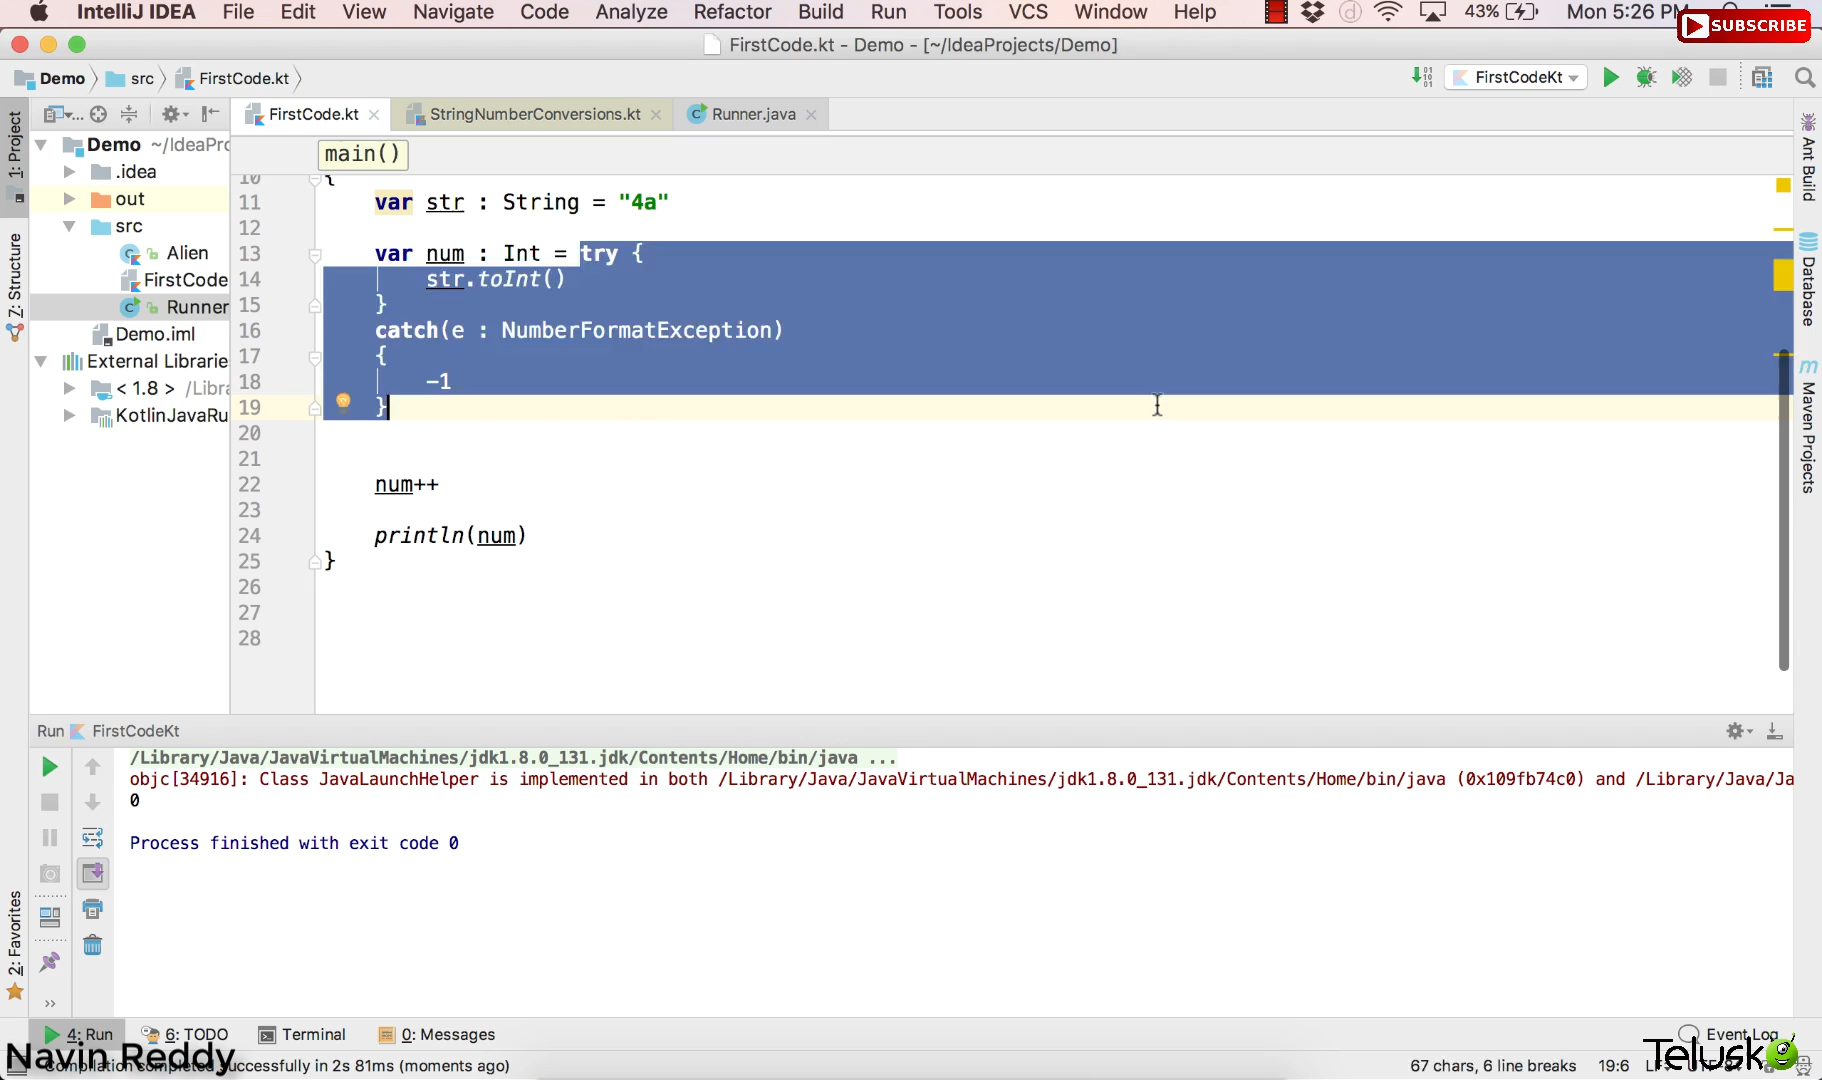 IntelliJ IDEA File Edit View Navigate Code Analyze Refactor Build Run Tools VCS Window Help 43% Mon 5:26 PM
SUBSCRIBE
FirstCode.kt - Demo - [~/IdeaProjects/Demo]
Demo src FirstCode.kt FirstCodeKt
1: Project
Z: Structure
2: Favorites
Demo ~/IdeaPro
.idea
out
src
Alien
FirstCode
Runner
Demo.iml
External Librarie
< 1.8 > /Libra
KotlinJavaRu
FirstCode.kt StringNumberConversions.kt Runner.java
main()
10 {
11 var str : String = "4a"
12
13 var num : Int = try {
14 str.toInt()
15 }
16 catch(e : NumberFormatException)
17 {
18 -1
19 }
20
21
22 num++
23
24 println(num)
25 }
26
27
28
Ant Build
Database
Maven Projects
Run FirstCodeKt
/Library/Java/JavaVirtualMachines/jdk1.8.0_131.jdk/Contents/Home/bin/java ...
objc[34916]: Class JavaLaunchHelper is implemented in both /Library/Java/JavaVirtualMachines/jdk1.8.0_131.jdk/Contents/Home/bin/java (0x109fb74c0) and /Library/Java/Ja
0
Process finished with exit code 0
4: Run 6: TODO Terminal 0: Messages Event Log
Navin Reddy
Telusko
Compilation completed successfully in 2s 81ms (moments ago) 67 chars, 6 line breaks 19:6